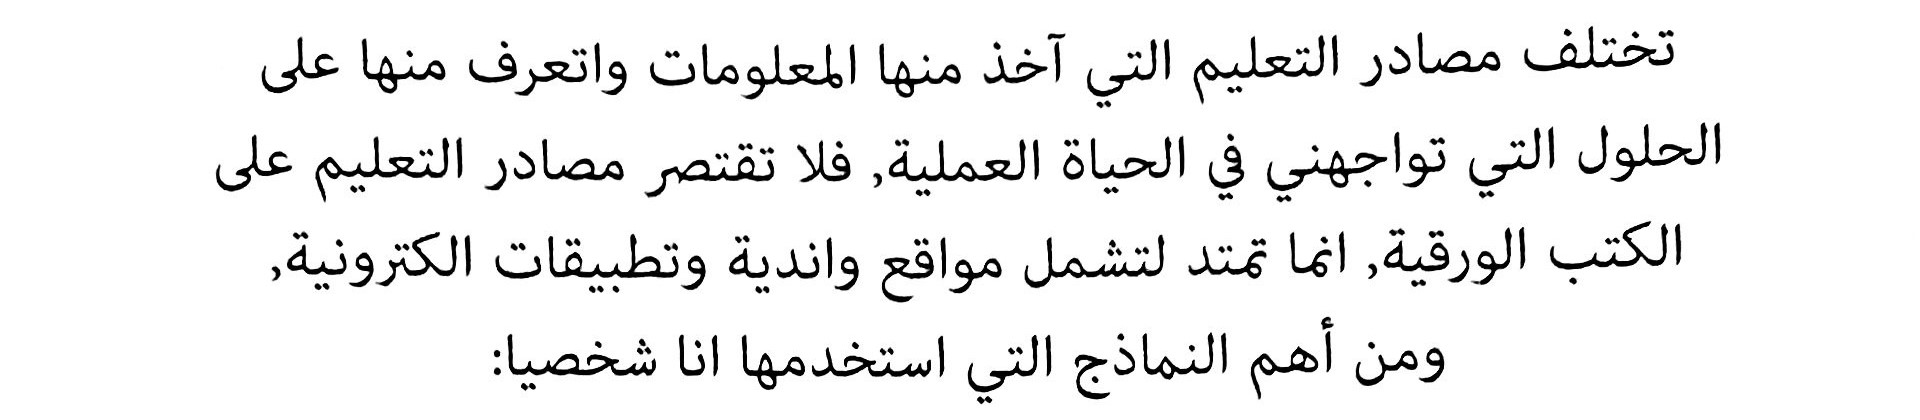 تختلف مصادر التعليم التي آخذ منها المعلومات واتعرف منها على
الحلول التي تواجهني في الحياة العملية, فلا تقتصر مصادر التعليم على
الكتب الورقية, انما تمتد لتشمل مواقع واندية وتطبيقات الكترونية,
ومن أهم النماذج التي استخدمها انا شخصيا: